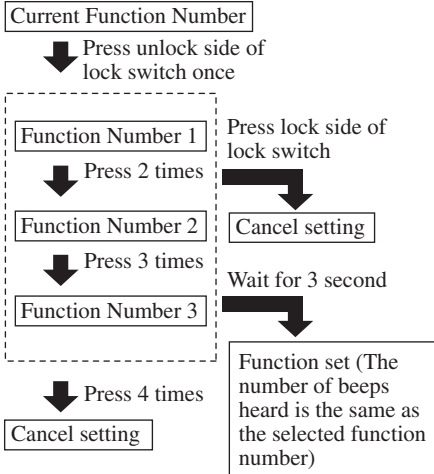 Current Function Number
Press unlock side of
lock switch once
Function Number 1
Press 2 times
Press lock side of
lock switch
Function Number 2
Cancel setting
Press 3 times
Wait for 3 second
Function Number 3
Press 4 times
Cancel setting
Function set (The
number of beeps
heard is the same as
the selected function
number)